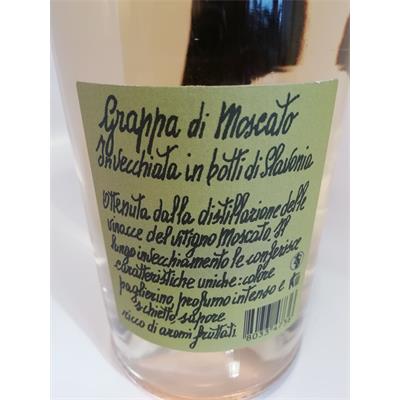 Grappa di Moscato
Invecchiata in botti di Slavonia
Ottenuta dalla distillazione delle
vinacce del vitigno Moscato. Il
lungo invecchiamento le conferisce
caratteristiche uniche: colore
paglierino, profumo intenso e
schietto, sapore
ricco di aromi fruttati.